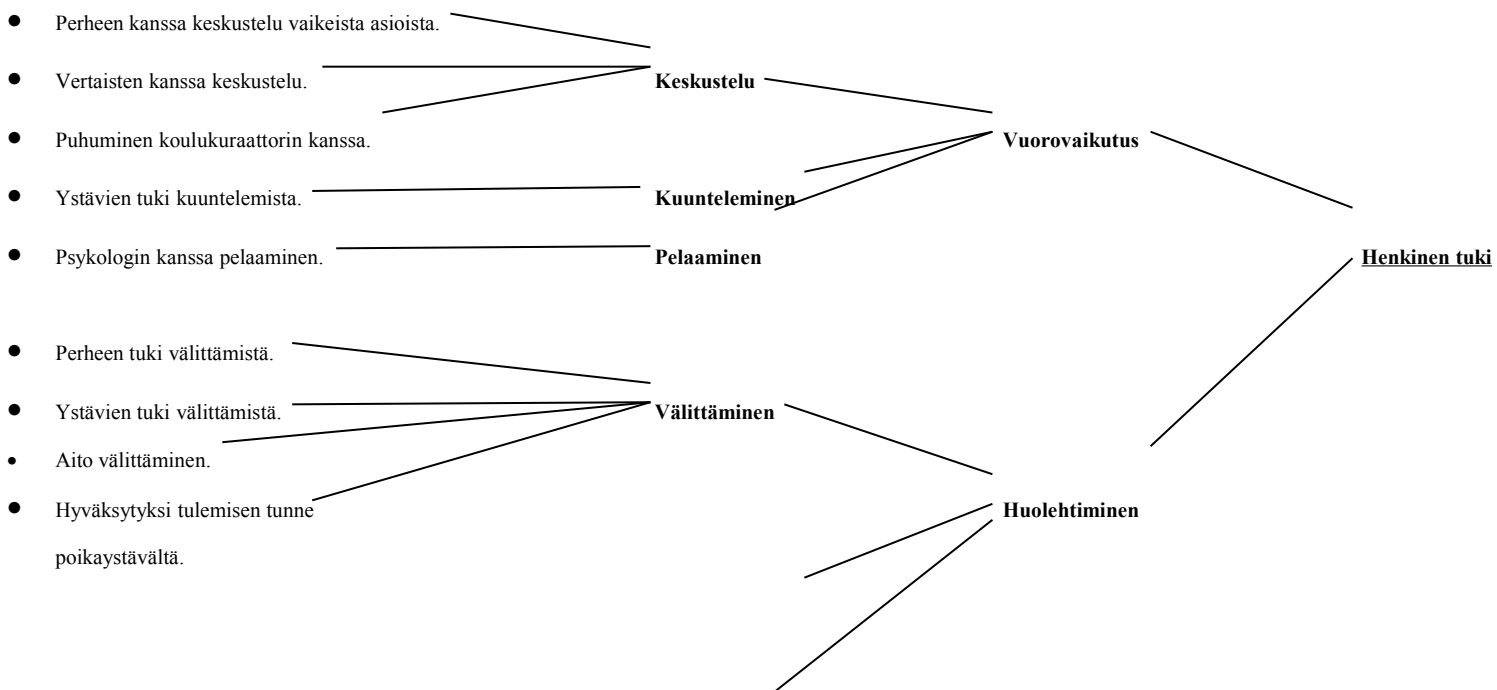 ● Perheen kanssa keskustelu vaikeista asioista.
● Vertaisten kanssa keskustelu.
Keskustelu
● Puhuminen koulukuraattorin kanssa.
Vuorovaikutus
● Ystävien tuki kuuntelemista.
Kuunteleminen
● Psykologin kanssa pelaaminen.
Pelaaminen
Henkinen tuki
● Perheen tuki välittämistä.
● Ystävien tuki välittämistä.
Välittäminen
• Aito välittäminen.
● Hyväksytyksi tulemisen tunne
Huolehtiminen
poikaystävältä.